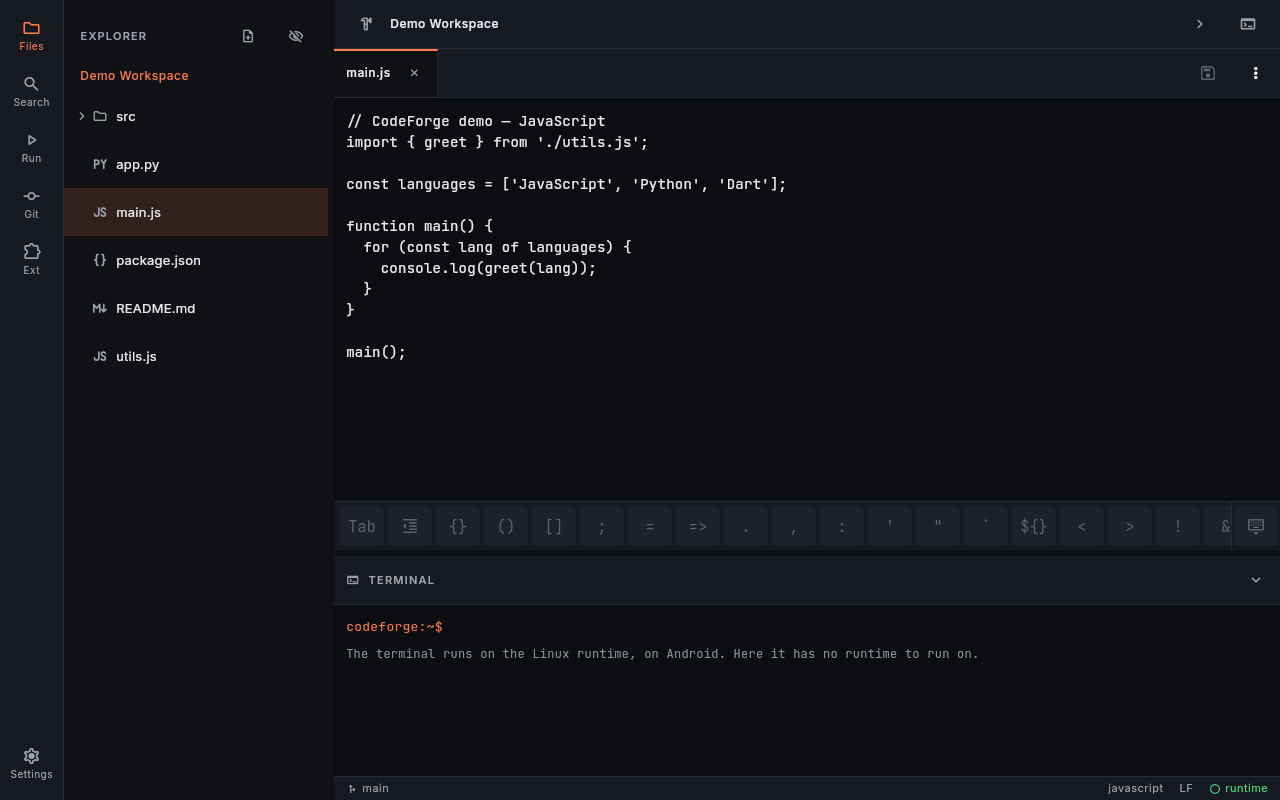 Files
Search
Run
Git
Ext
Settings
EXPLORER
Demo Workspace
src
PY app.py
JS main.js
{} package.json
README.md
JS utils.js
Demo Workspace
main.js ×
// CodeForge demo — JavaScript
import { greet } from './utils.js';
const languages = ['JavaScript', 'Python', 'Dart'];
function main() {
  for (const lang of languages) {
    console.log(greet(lang));
  }
}
main();
Tab {} () [] ; = => . , : ' " ` ${} < > ! &
TERMINAL
codeforge:~$
The terminal runs on the Linux runtime, on Android. Here it has no runtime to run on.
main
javascript LF runtime